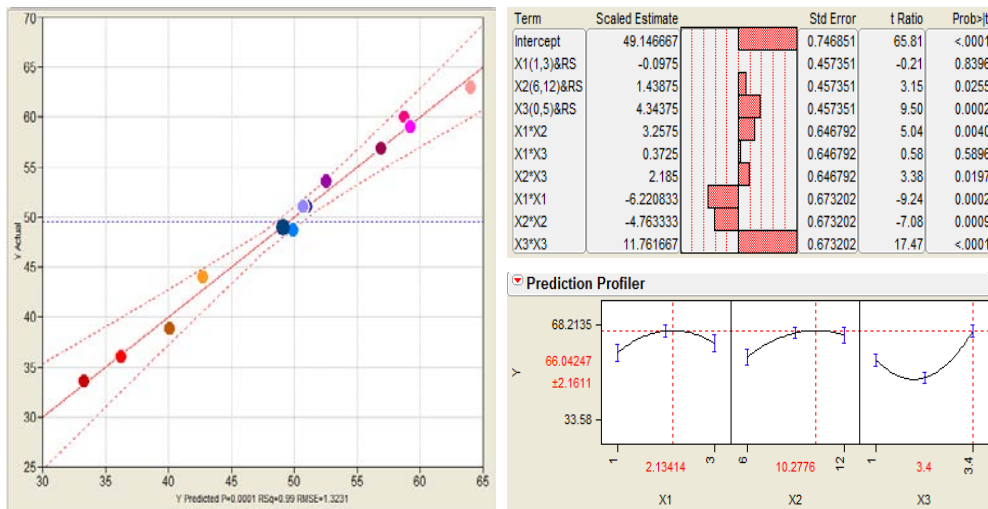 70
65
60
55
50
45
40
35
30
25
Y Actual
30 35 40 45 50 55 60 65
Y Predicted P=0.0001 RSq=0.99 RMSE=1.3231
Term Scaled Estimate Std Error t Ratio Prob>|t
Intercept 49.146667 0.746851 65.81 <.0001
X1(1,3)&RS -0.0975 0.457351 -0.21 0.8396
X2(6,12)&RS 1.43875 0.457351 3.15 0.0255
X3(0,5)&RS 4.34375 0.457351 9.50 0.0002
X1*X2 3.2575 0.646792 5.04 0.0040
X1*X3 0.3725 0.646792 0.58 0.5896
X2*X3 2.185 0.646792 3.38 0.0197
X1*X1 -6.220833 0.673202 -9.24 0.0002
X2*X2 -4.763333 0.673202 -7.08 0.0009
X3*X3 11.761667 0.673202 17.47 <.0001
Prediction Profiler
68.2135
66.04247
±2.1611
33.58
Y
1 2.13414 3 6 10.2776 12 1 3.4 3.4
X1 X2 X3